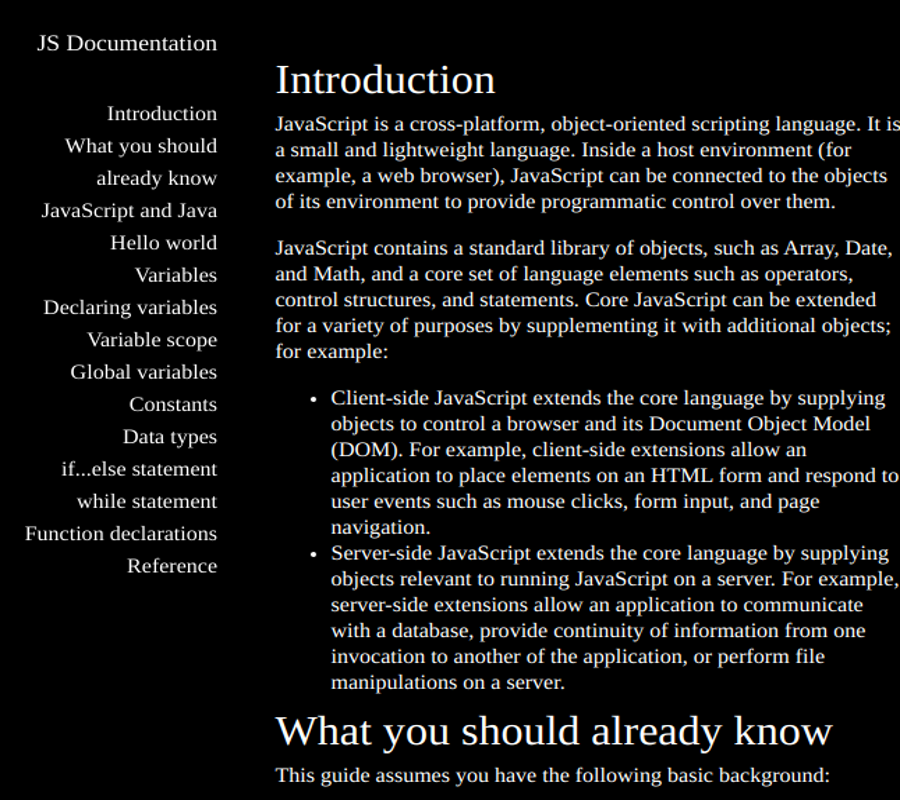 JS Documentation
Introduction
What you should
already know
JavaScript and Java
Hello world
Variables
Declaring variables
Variable scope
Global variables
Constants
Data types
if...else statement
while statement
Function declarations
Reference
Introduction
JavaScript is a cross-platform, object-oriented scripting language. It is
a small and lightweight language. Inside a host environment (for
example, a web browser), JavaScript can be connected to the objects
of its environment to provide programmatic control over them.
JavaScript contains a standard library of objects, such as Array, Date,
and Math, and a core set of language elements such as operators,
control structures, and statements. Core JavaScript can be extended
for a variety of purposes by supplementing it with additional objects;
for example:
• Client-side JavaScript extends the core language by supplying
objects to control a browser and its Document Object Model
(DOM). For example, client-side extensions allow an
application to place elements on an HTML form and respond to
user events such as mouse clicks, form input, and page
navigation.
• Server-side JavaScript extends the core language by supplying
objects relevant to running JavaScript on a server. For example,
server-side extensions allow an application to communicate
with a database, provide continuity of information from one
invocation to another of the application, or perform file
manipulations on a server.
What you should already know
This guide assumes you have the following basic background: